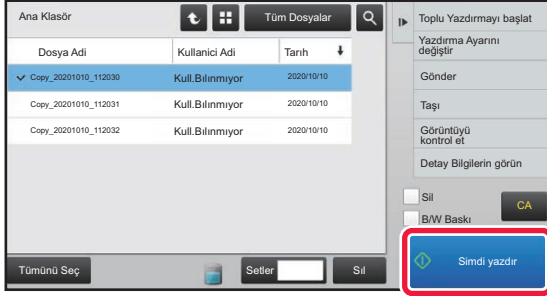 Ana Klasör
Tüm Dosyalar
Dosya Adi
Kullanici Adi
Tarıh
Copy_20201010_112030
Kull.Bılınmıyor
2020/10/10
Copy_20201010_112031
Kull.Bılınmıyor
2020/10/10
Copy_20201010_112032
Kull.Bılınmıyor
2020/10/10
Tümünü Seç
Setler
Sıl
Toplu Yazdırmayı başlat
Yazdırma Ayarını
değiştir
Gönder
Taşı
Görüntüyü
kontrol et
Detay Bilgilerin görün
Sil
B/W Baskı
CA
Simdi yazdır